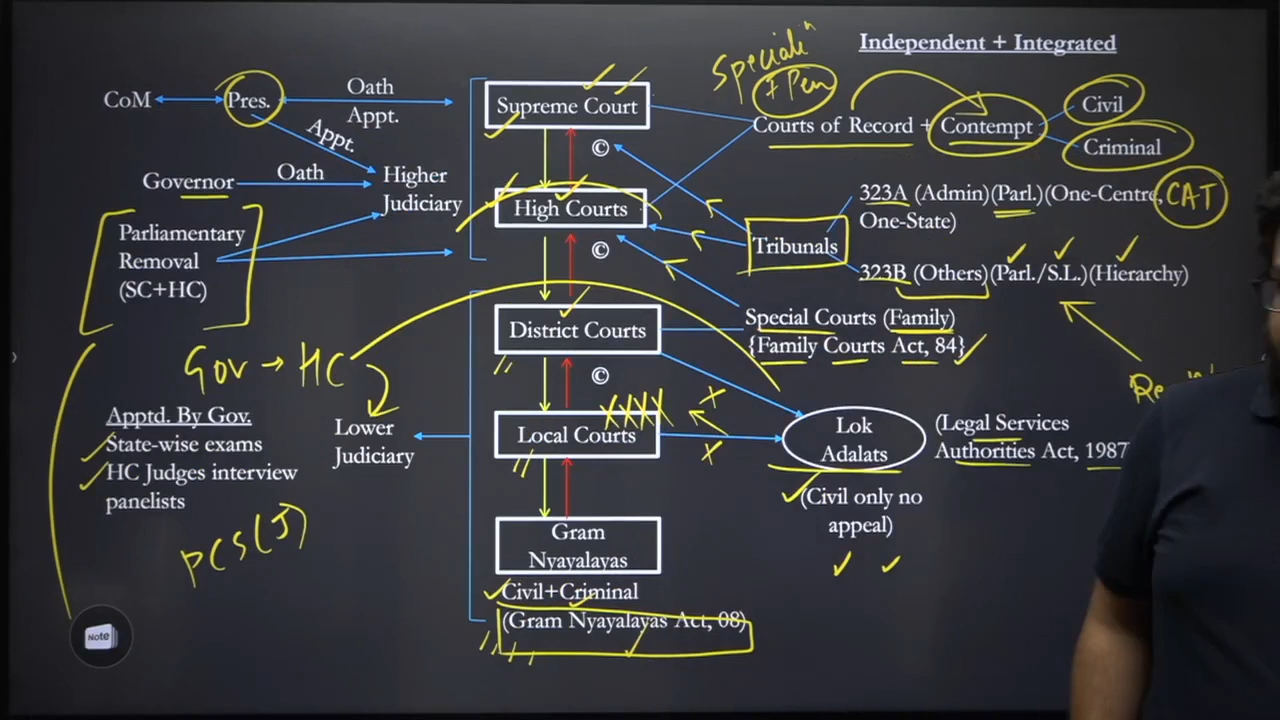 Independent + Integrated
CoM
Pres.
Oath
Appt.
Appt.
Governor
Oath
Higher
Judiciary
Parliamentary
Removal
(SC+HC)
Gov → HC
Apptd. By Gov.
State-wise exams
HC Judges interview
panelists
PCS(J)
Lower
Judiciary
Supreme Court
©
High Courts
©
District Courts
©
XXXX
Local Courts
Gram
Nyayalayas
Civil+Criminal
(Gram Nyayalayas Act, 08)
Courts of Record +
Contempt
Civil
Criminal
Tribunals
323A (Admin)(Parl.)(One-Centre,
One-State)
CAT
323B (Others)(Parl./S.L.)(Hierarchy)
Special Courts (Family)
{Family Courts Act, 84}
X
X
Lok
Adalats
(Legal Services
Authorities Act, 1987
(Civil only no
appeal)
Note